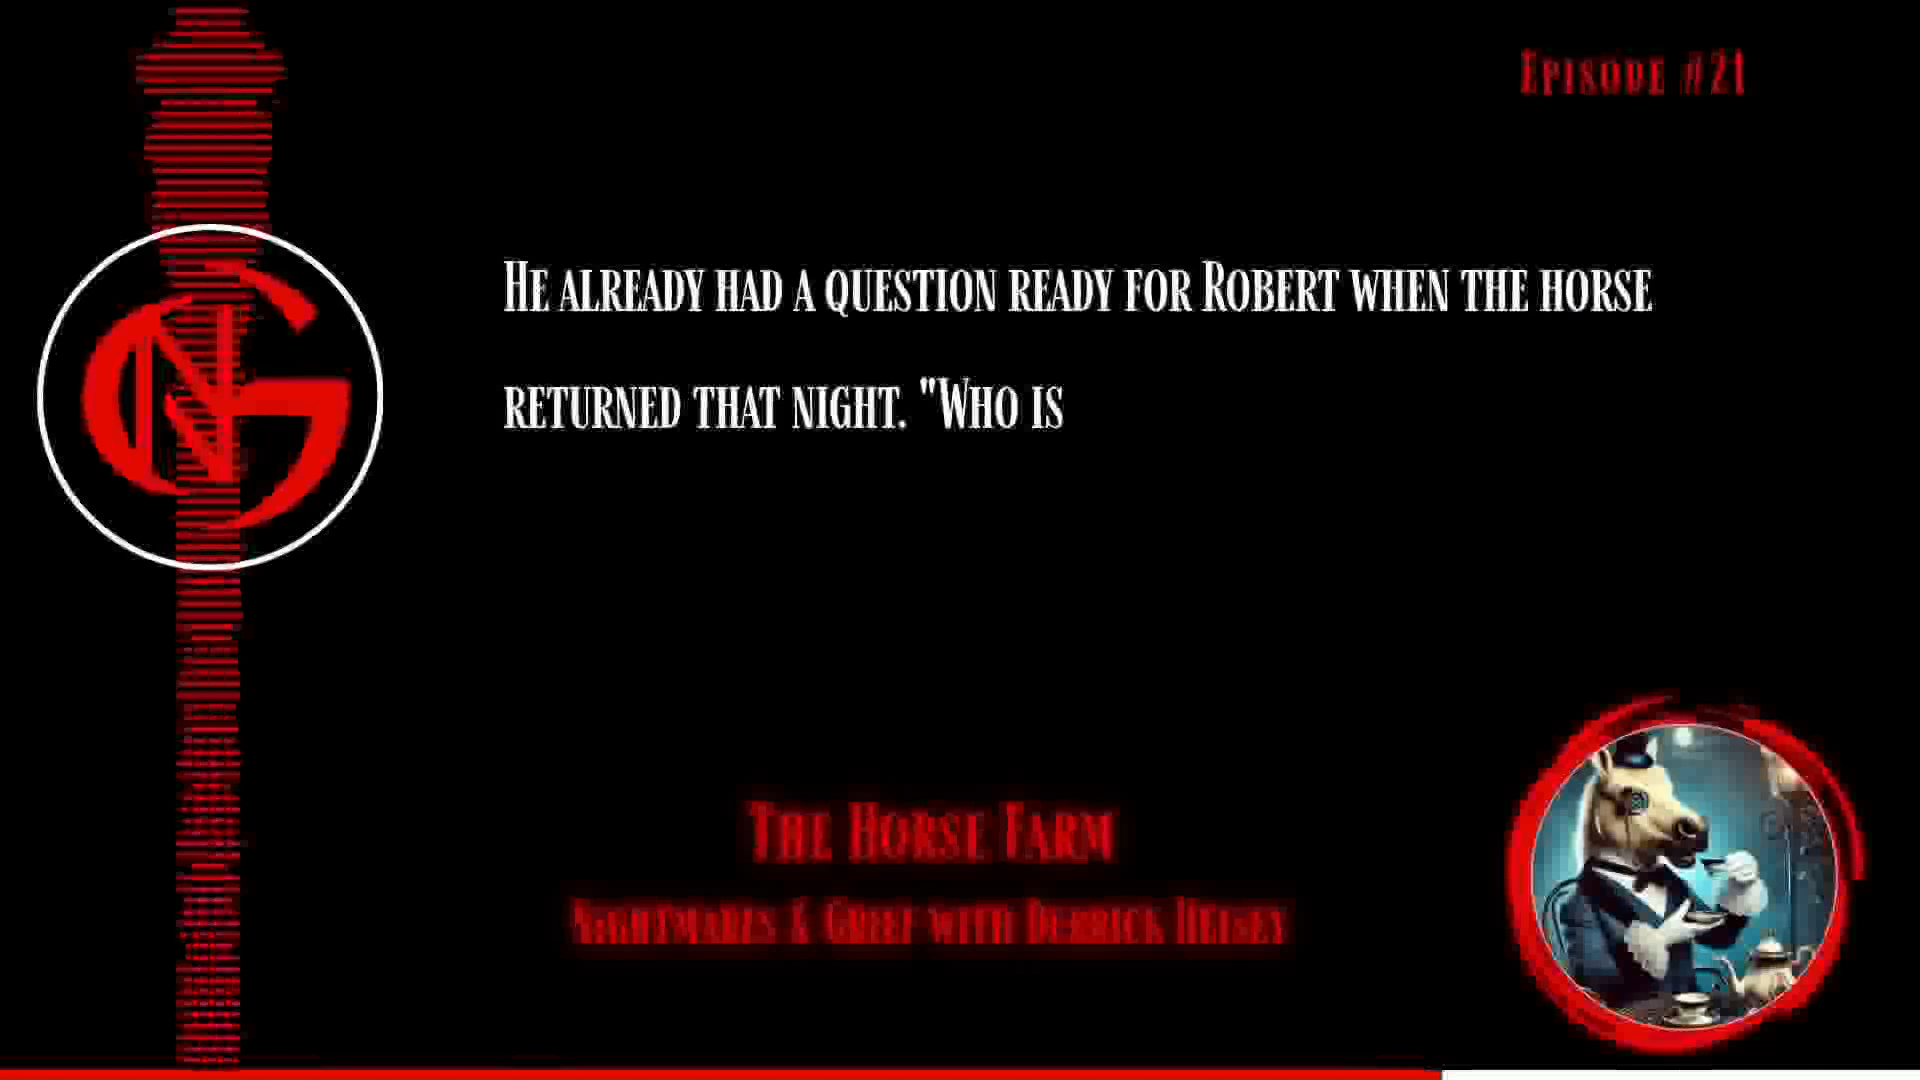 Episode #21
He already had a question ready for Robert when the horse
returned that night. "Who is
NG
The Horse Farm
Nightmares & Grief with Derrick Heisey